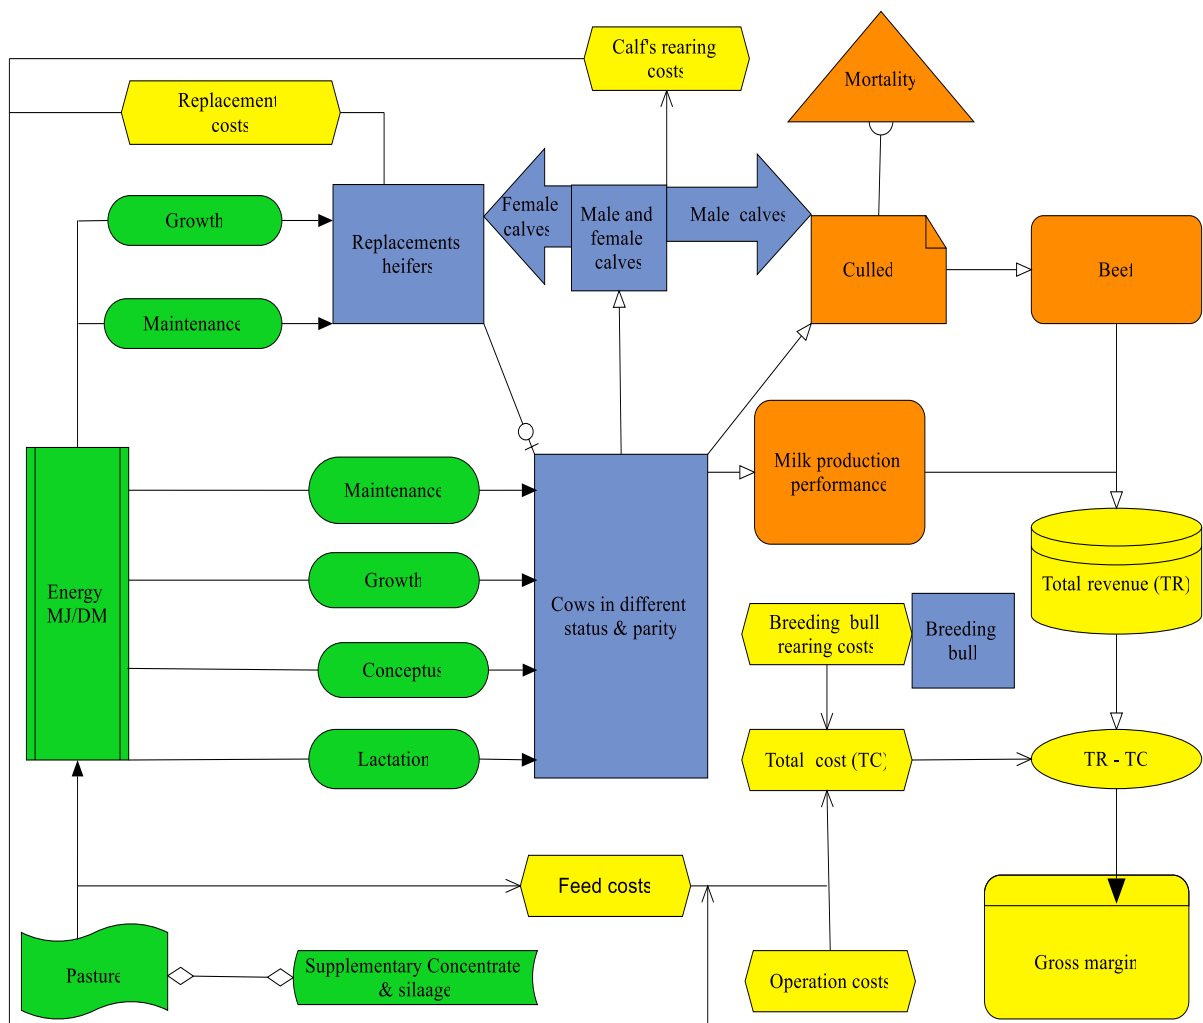 Calf's rearing
costs
Mortality
Replacement
costs
Growth
Replacements
heifers
Female
calves
Male and
female
calves
Male calves
Culled
Beef
Maintenance
Milk production
performance
Energy
MJ/DM
Maintenance
Growth
Conceptus
Lactation
Cows in different
status & parity
Total revenue (TR)
Breeding bull
rearing costs
Breeding
bull
Total cost (TC)
TR - TC
Feed costs
Pasture
Supplementary Concentrate
& silaage
Operation costs
Gross margin